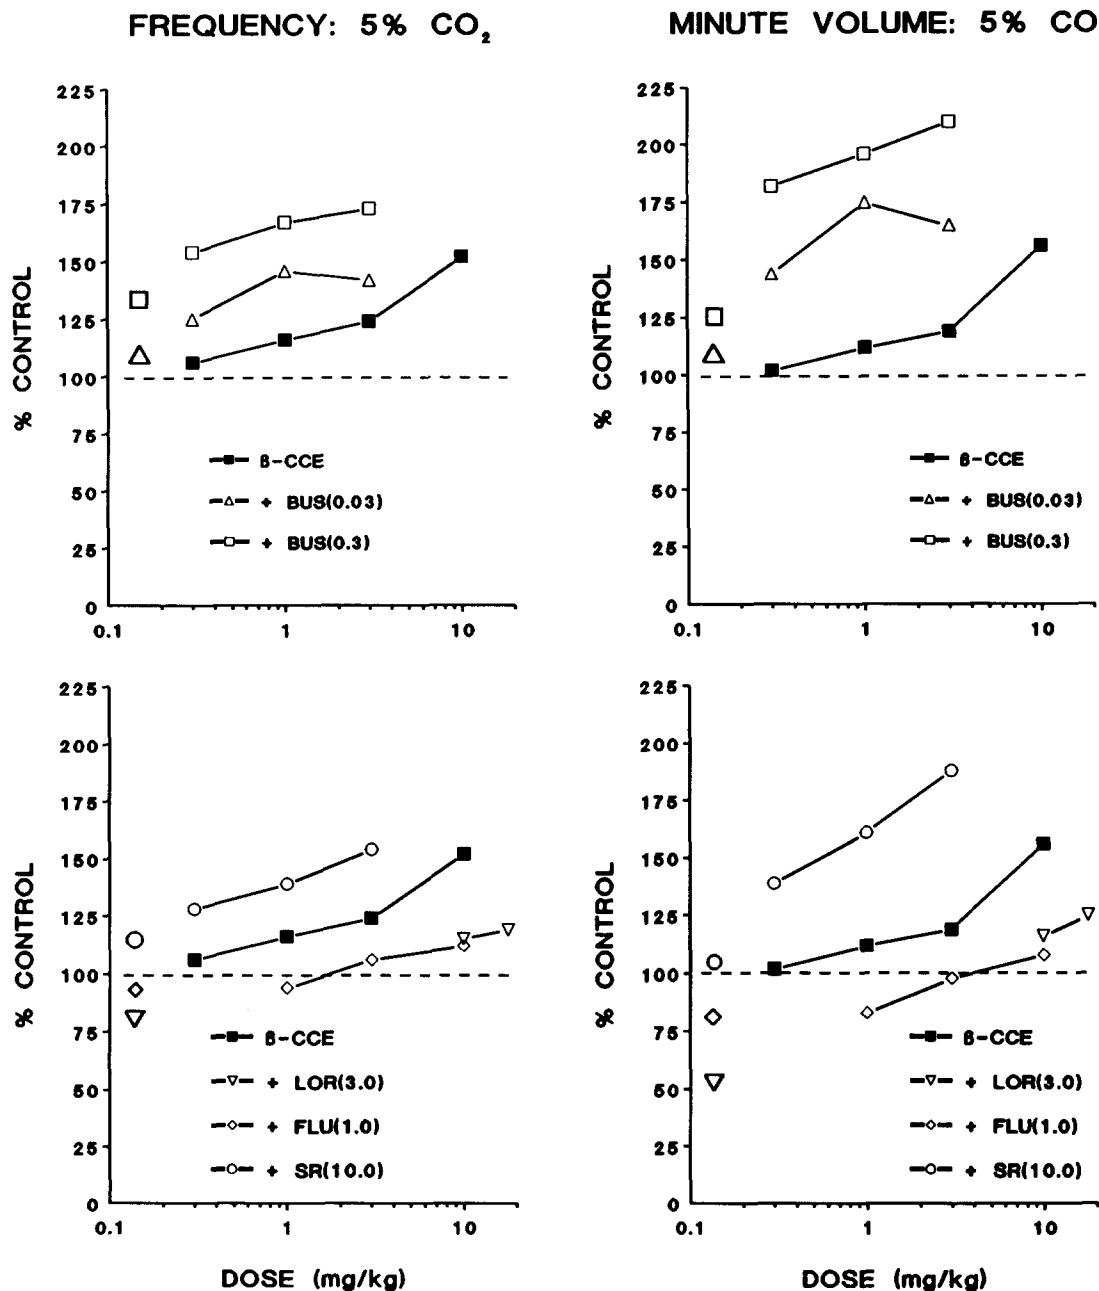 FREQUENCY: 5% CO₂
MINUTE VOLUME: 5% CO
225
200
175
150
125
100
75
50
25
0
% CONTROL
ß-CCE
+ BUS(0.03)
+ BUS(0.3)
0.1
1
10
225
200
175
150
125
100
75
50
25
0
% CONTROL
ß-CCE
+ BUS(0.03)
+ BUS(0.3)
0.1
1
10
225
200
175
150
125
100
75
50
25
0
% CONTROL
ß-CCE
+ LOR(3.0)
+ FLU(1.0)
+ SR(10.0)
0.1
1
10
DOSE (mg/kg)
225
200
175
150
125
100
75
50
25
0
% CONTROL
ß-CCE
+ LOR(3.0)
+ FLU(1.0)
+ SR(10.0)
0.1
1
10
DOSE (mg/kg)